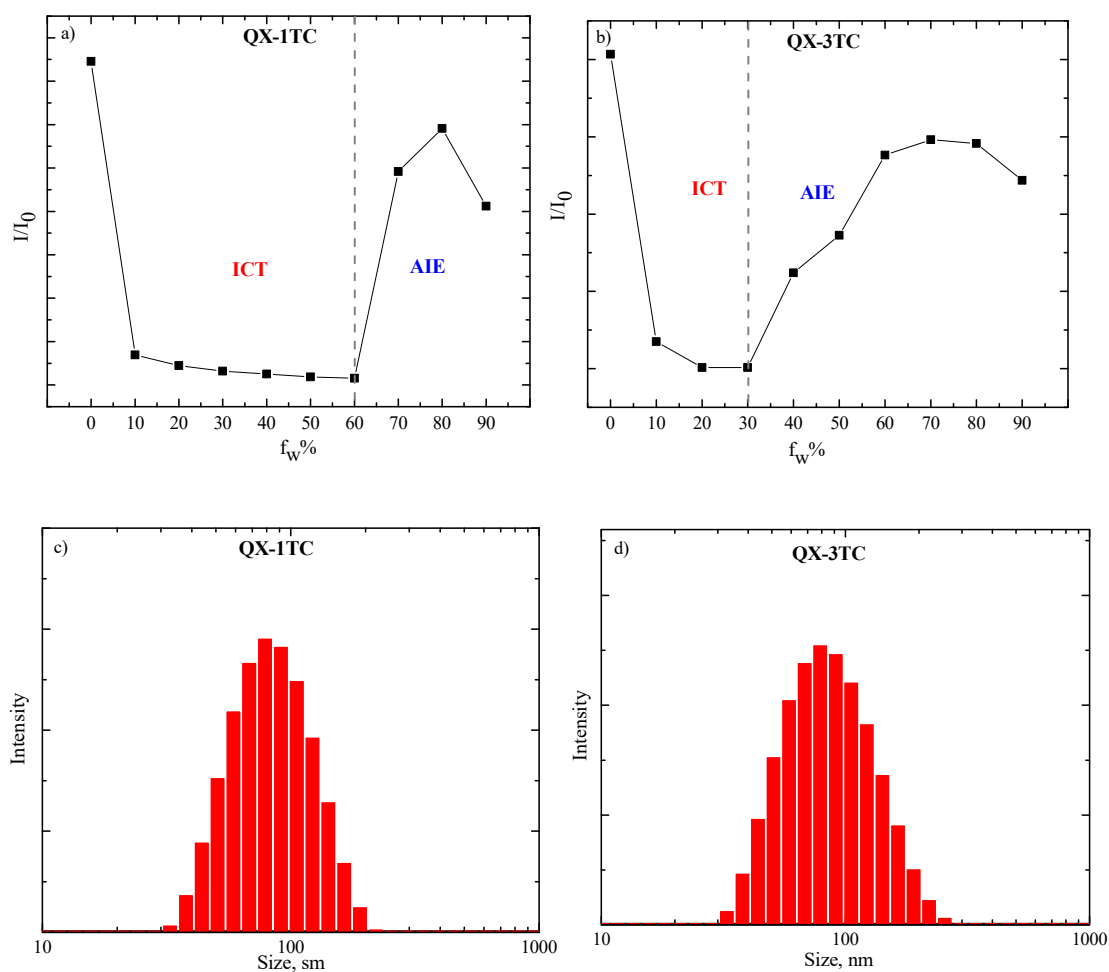 a)
QX-1TC
I/I0
ICT
AIE
0 10 20 30 40 50 60 70 80 90
fw%
b)
QX-3TC
I/I0
ICT
AIE
0 10 20 30 40 50 60 70 80 90
fw%
c)
QX-1TC
Intensity
10 100 1000
Size, sm
d)
QX-3TC
Intensity
10 100 1000
Size, nm